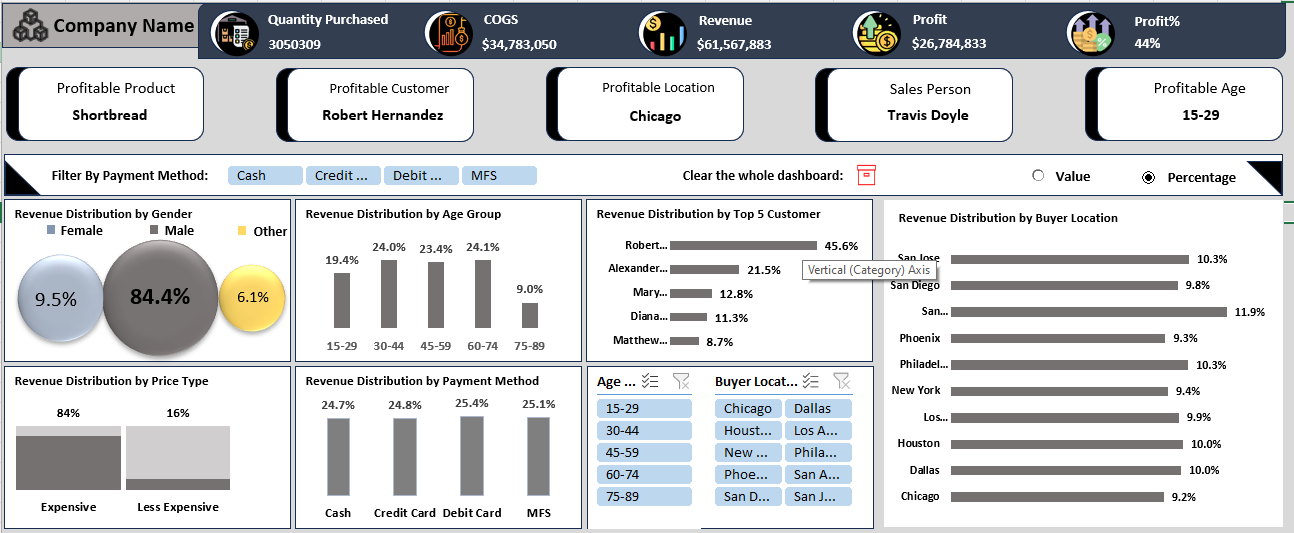 Company Name
Quantity Purchased
3050309
COGS
$34,783,050
Revenue
$61,567,883
Profit
$26,784,833
Profit%
44%
Profitable Product
Shortbread
Profitable Customer
Robert Hernandez
Profitable Location
Chicago
Sales Person
Travis Doyle
Profitable Age
15-29
Filter By Payment Method:
Cash
Credit ...
Debit ...
MFS
Clear the whole dashboard:
Value
Percentage
Revenue Distribution by Gender
Female
Male
Other
9.5%
84.4%
6.1%
Revenue Distribution by Age Group
19.4%
24.0%
23.4%
24.1%
9.0%
15-29
30-44
45-59
60-74
75-89
Revenue Distribution by Top 5 Customer
Robert... 45.6%
Alexander... 21.5%
Mary... 12.8%
Diana... 11.3%
Matthew... 8.7%
Vertical (Category) Axis
Revenue Distribution by Buyer Location
San Jose 10.3%
San Diego 9.8%
San... 11.9%
Phoenix 9.3%
Philadel... 10.3%
New York 9.4%
Los... 9.9%
Houston 10.0%
Dallas 10.0%
Chicago 9.2%
Revenue Distribution by Price Type
84%
16%
Expensive
Less Expensive
Revenue Distribution by Payment Method
24.7%
24.8%
25.4%
25.1%
Cash
Credit Card
Debit Card
MFS
Age ...
15-29
30-44
45-59
60-74
75-89
Buyer Locat...
Chicago
Dallas
Houst...
Los A...
New ...
Phila...
Phoe...
San A...
San D...
San J...